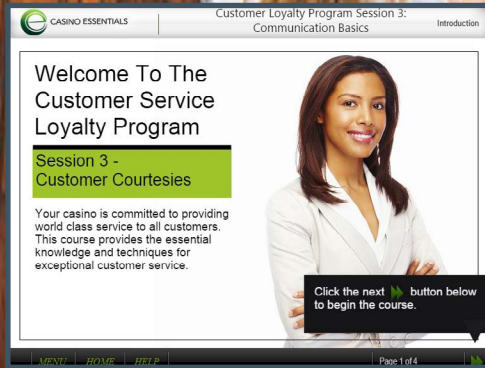 CASINO ESSENTIALS
Customer Loyalty Program Session 3:
Communication Basics
Introduction
Welcome To The
Customer Service
Loyalty Program
Session 3 -
Customer Courtesies
Your casino is committed to providing
world class service to all customers.
This course provides the essential
knowledge and techniques for
exceptional customer service.
Click the next button below
to begin the course.
MENU HOME HELP
Page 1 of 4